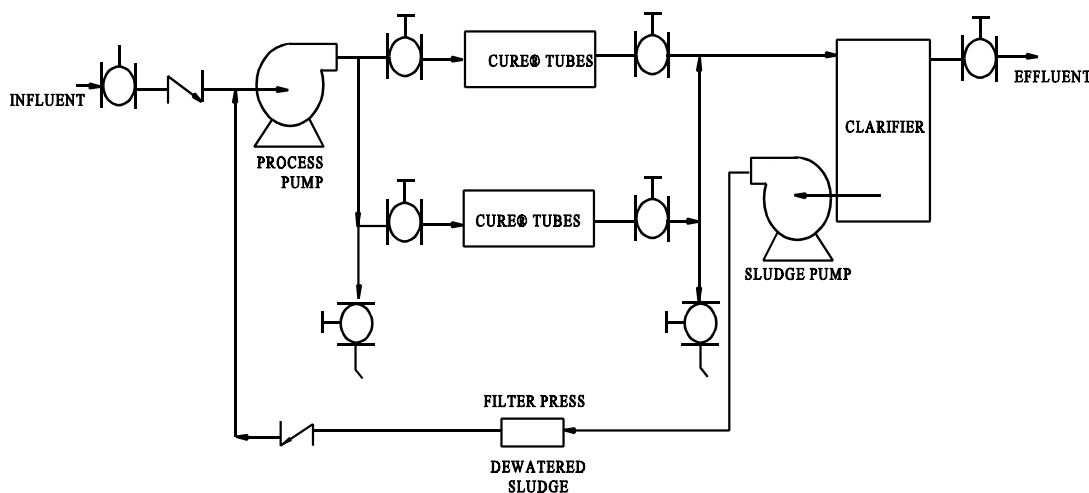 INFLUENT
PROCESS
PUMP
CURE® TUBES
CURE® TUBES
CLARIFIER
EFFLUENT
SLUDGE PUMP
FILTER PRESS
DEWATERED
SLUDGE